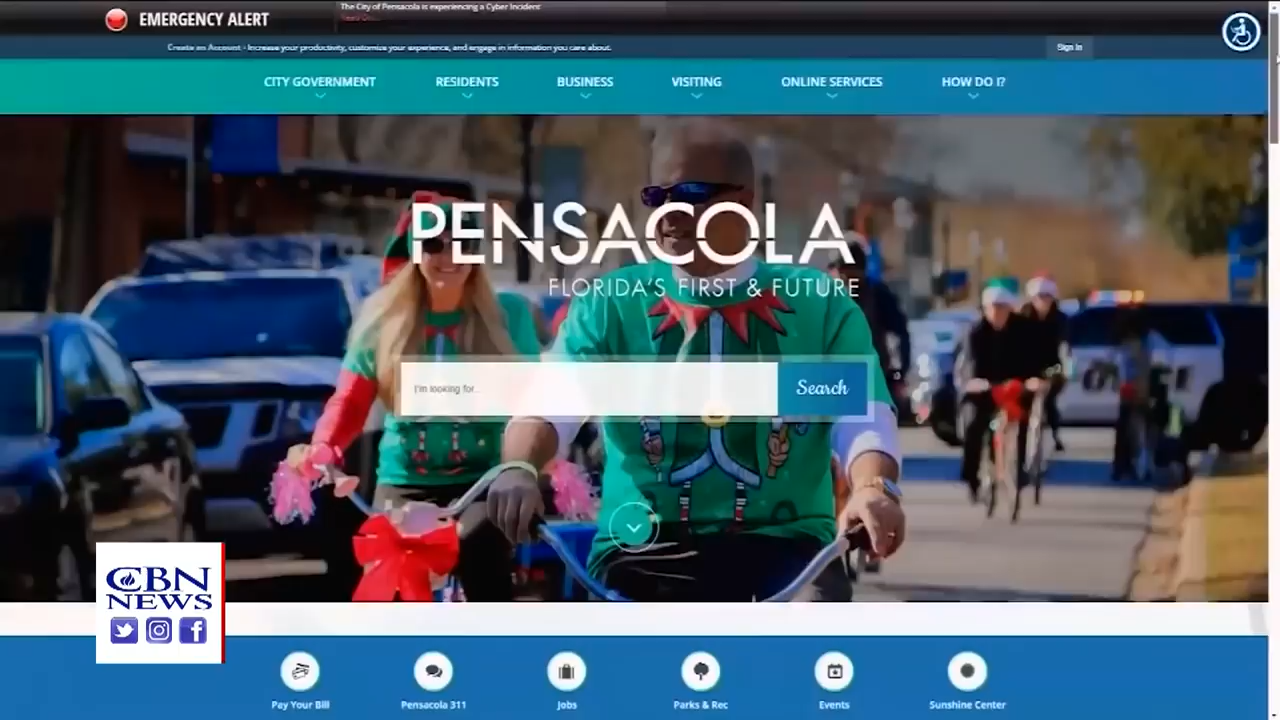 EMERGENCY ALERT
The City of Pensacola is experiencing a Cyber Incident
Create an Account - Increase your productivity, customize your experience, and engage in information you care about.
Sign In
CITY GOVERNMENT
RESIDENTS
BUSINESS
VISITING
ONLINE SERVICES
HOW DO I?
PENSACOLA
FLORIDA'S FIRST & FUTURE
I'm looking for...
Search
CBN
NEWS
Pay Your Bill
Pensacola 311
Jobs
Parks & Rec
Events
Sunshine Center